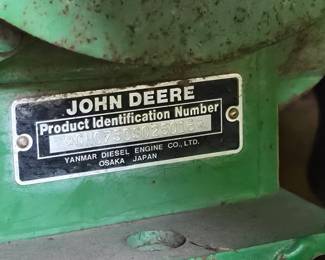 JOHN DEERE
Product Identification Number
YANMAR DIESEL ENGINE CO., LTD.
OSAKA JAPAN